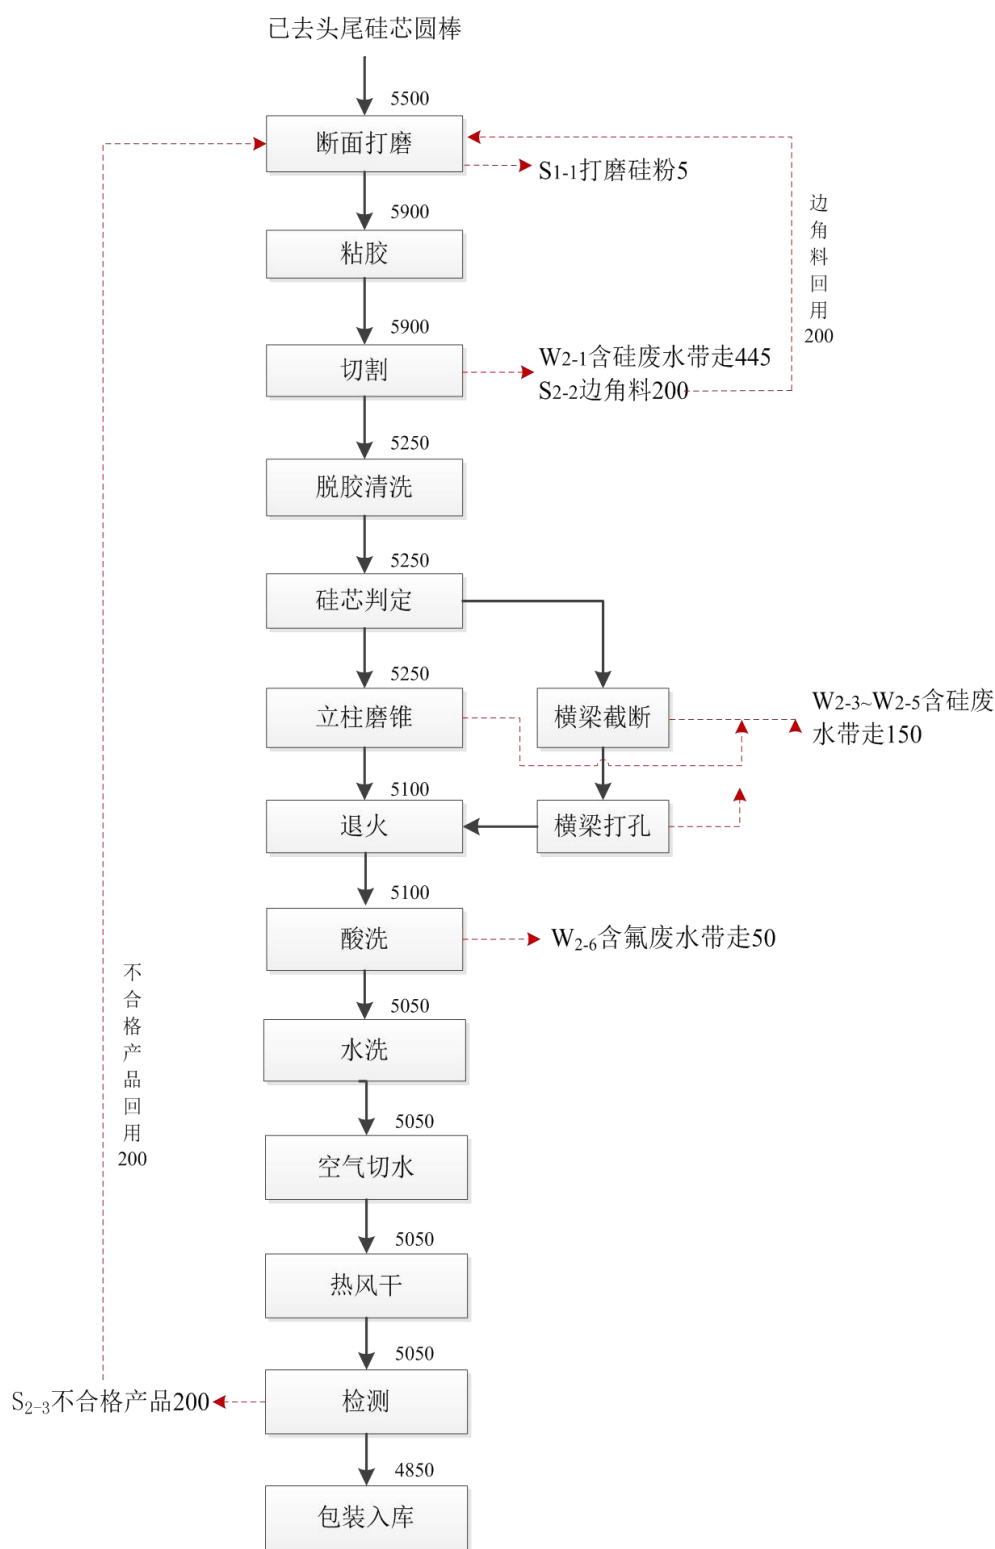 已去头尾硅芯圆棒
5500
断面打磨
S1-1打磨硅粉5
5900
粘胶
边角料回用200
5900
切割
W2-1含硅废水带走445
S2-2边角料200
5250
脱胶清洗
5250
硅芯判定
5250
立柱磨锥
横梁截断
W2-3~W2-5含硅废
水带走150
5100
退火
横梁打孔
5100
酸洗
W2-6含氟废水带走50
不合格产品回用200
5050
水洗
5050
空气切水
5050
热风干
5050
检测
S2-3不合格产品200
4850
包装入库